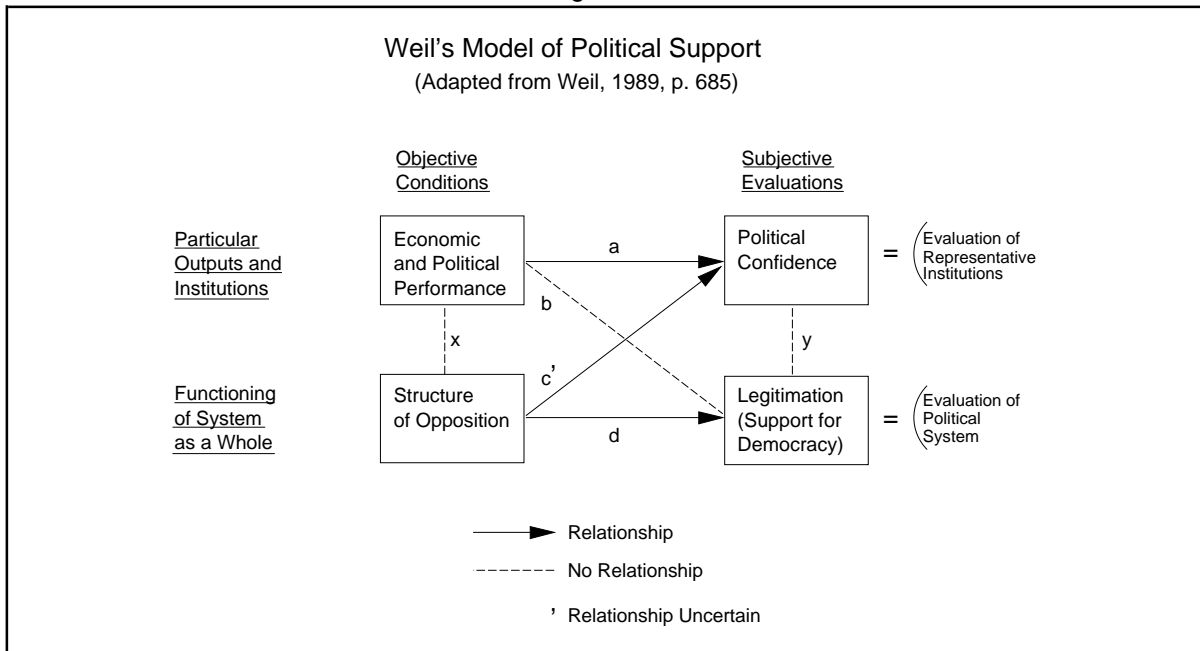 Weil's Model of Political Support
(Adapted from Weil, 1989, p. 685)
Objective
Conditions
Subjective
Evaluations
Particular
Outputs and
Institutions
Economic
and Political
Performance
a
Political
Confidence
=
Evaluation of
Representative
Institutions
b
x
y
c’
Functioning
of System
as a Whole
Structure
of Opposition
d
Legitimation
(Support for
Democracy)
=
Evaluation of
Political
System
Relationship
No Relationship
’ Relationship Uncertain